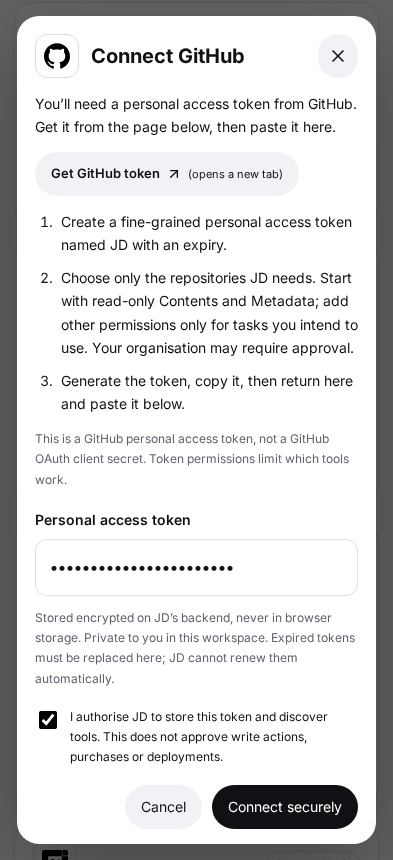 Connect GitHub
You’ll need a personal access token from GitHub.
Get it from the page below, then paste it here.
Get GitHub token (opens a new tab)
1. Create a fine-grained personal access token
named JD with an expiry.
2. Choose only the repositories JD needs. Start
with read-only Contents and Metadata; add
other permissions only for tasks you intend to
use. Your organisation may require approval.
3. Generate the token, copy it, then return here
and paste it below.
This is a GitHub personal access token, not a GitHub
OAuth client secret. Token permissions limit which tools
work.
Personal access token
•••••••••••••••••••••••
Stored encrypted on JD’s backend, never in browser
storage. Private to you in this workspace. Expired tokens
must be replaced here; JD cannot renew them
automatically.
I authorise JD to store this token and discover
tools. This does not approve write actions,
purchases or deployments.
Cancel
Connect securely